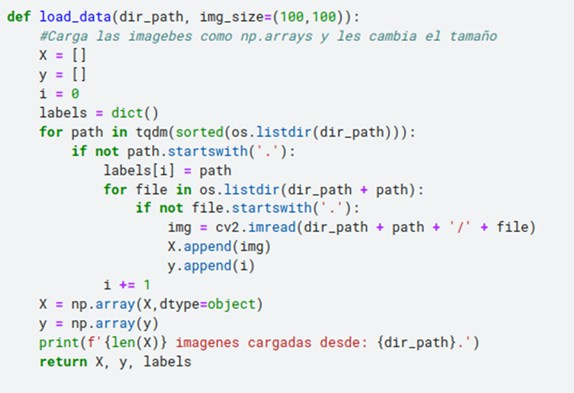 def load_data(dir_path, img_size=(100,100)):
    #Carga las imagebes como np.arrays y les cambia el tamaño
    X = []
    y = []
    i = 0
    labels = dict()
    for path in tqdm(sorted(os.listdir(dir_path))):
        if not path.startswith('.'):
            labels[i] = path
            for file in os.listdir(dir_path + path):
                if not file.startswith('.'):
                    img = cv2.imread(dir_path + path + '/' + file)
                    X.append(img)
                    y.append(i)
            i += 1
    X = np.array(X,dtype=object)
    y = np.array(y)
    print(f'{len(X)} imagenes cargadas desde: {dir_path}.')
    return X, y, labels